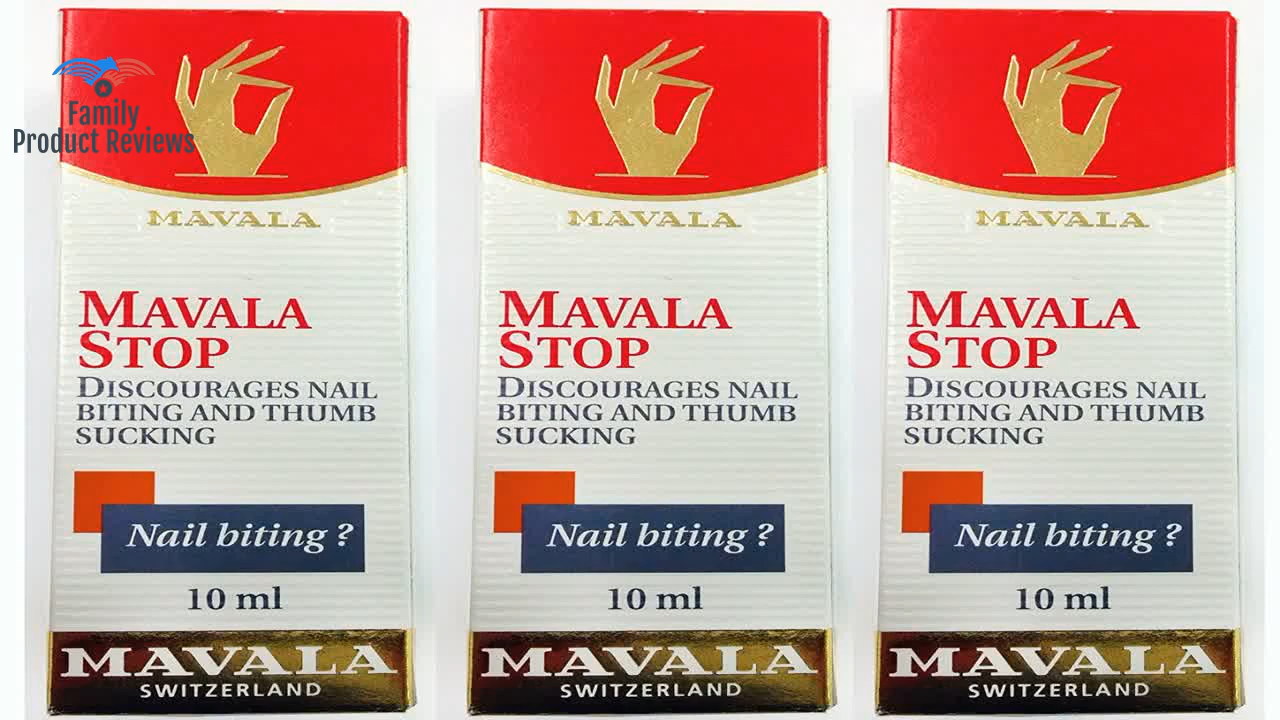 Family
Product Reviews
MAVALA
MAVALA
STOP
DISCOURAGES NAIL
BITING AND THUMB
SUCKING
Nail biting ?
10 ml
MAVALA
SWITZERLAND
MAVALA
MAVALA
STOP
DISCOURAGES NAIL
BITING AND THUMB
SUCKING
Nail biting ?
10 ml
MAVALA
SWITZERLAND
MAVALA
MAVALA
STOP
DISCOURAGES NAIL
BITING AND THUMB
SUCKING
Nail biting ?
10 ml
MAVALA
SWITZERLAND